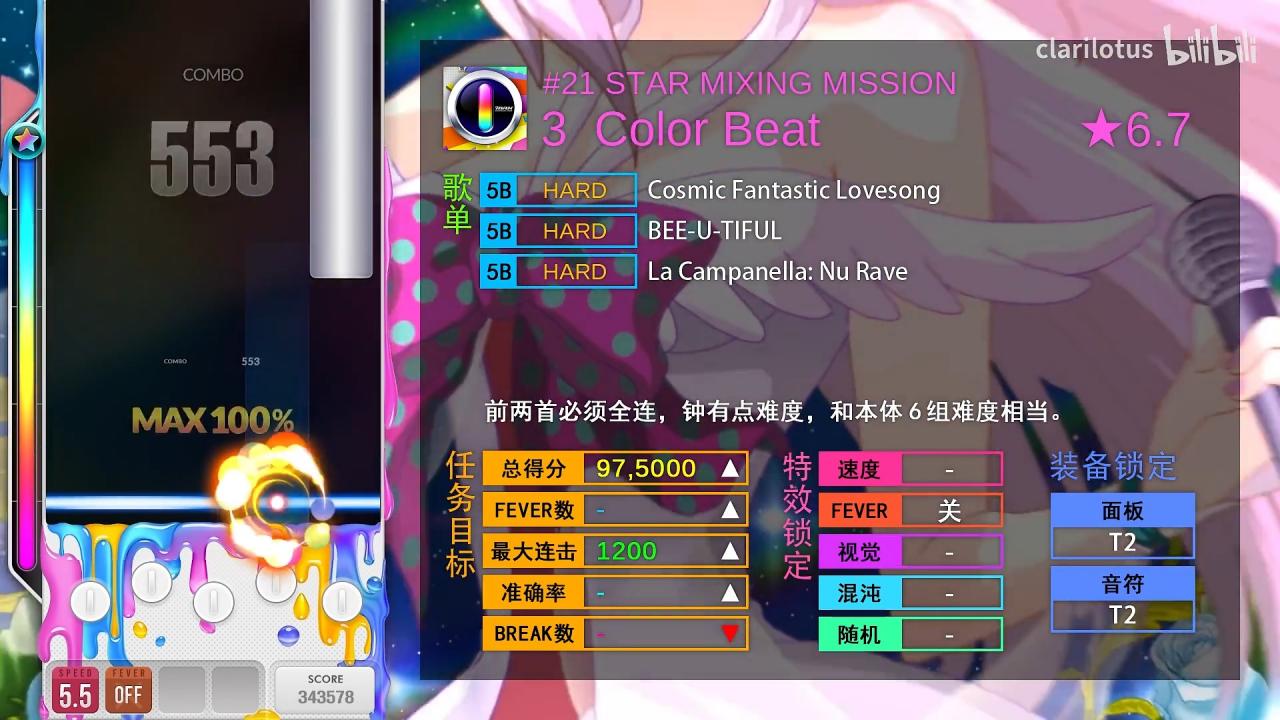 COMBO
553
COMBO 553
MAX 100%
SPEED
5.5
FEVER
OFF
SCORE
343578
clarilotus bilibili
#21 STAR MIXING MISSION
3 Color Beat
★6.7
歌单
5B HARD Cosmic Fantastic Lovesong
5B HARD BEE-U-TIFUL
5B HARD La Campanella: Nu Rave
前两首必须全连，钟有点难度，和本体6组难度相当。
任务目标
总得分 97,5000 ▲
FEVER数 - ▲
最大连击 1200 ▲
准确率 - ▲
BREAK数 - ▼
特效锁定
速度 -
FEVER 关
视觉 -
混沌 -
随机 -
装备锁定
面板
T2
音符
T2